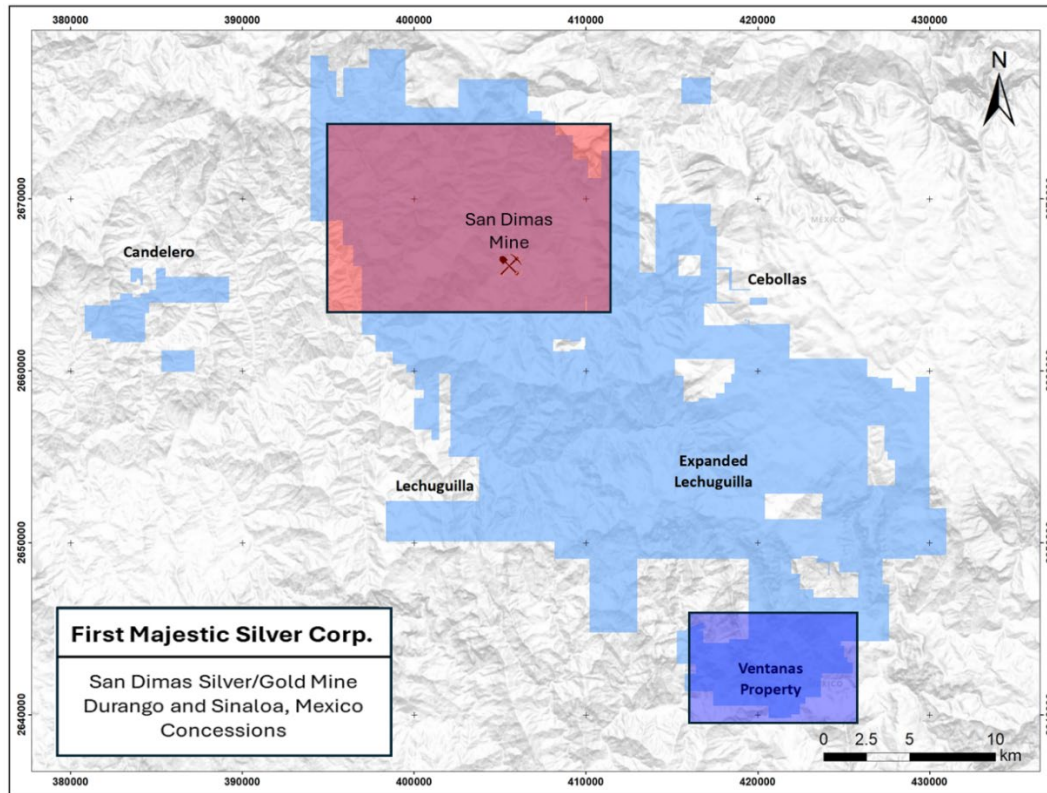 380000 390000 400000 410000 420000 430000
N
2670000
San Dimas
Mine
Candelero
Cebollas
2660000
Expanded
Lechuguilla
Lechuguilla
2650000
First Majestic Silver Corp.
San Dimas Silver/Gold Mine
Durango and Sinaloa, Mexico
Concessions
Ventanas
Property
2640000
0 2.5 5 10
km
380000 390000 400000 410000 420000 430000